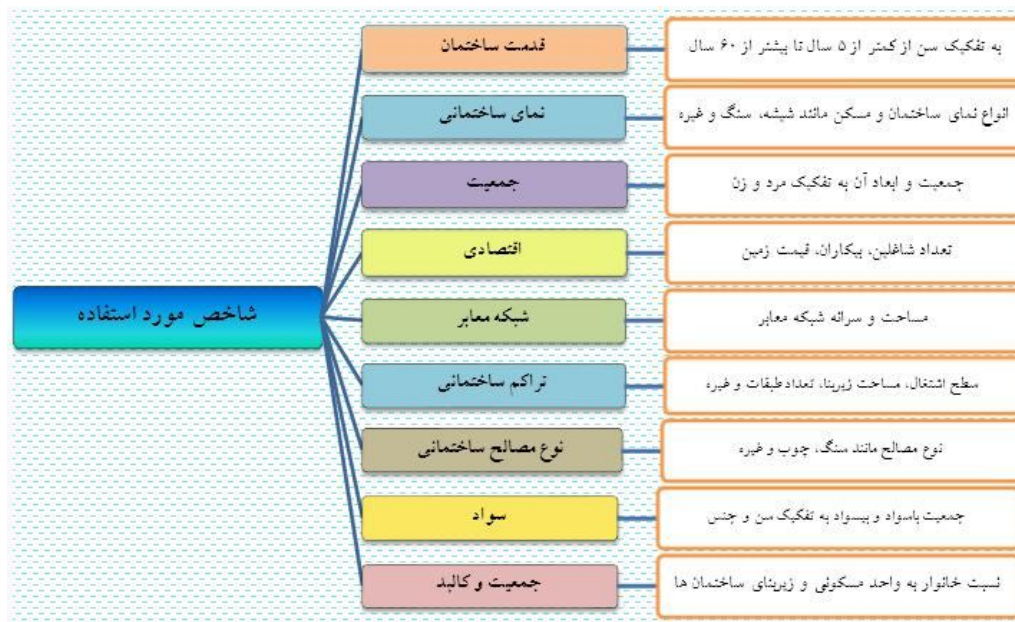 شاخص مورد استفاده
قدمت ساختمان
به تفکیک سن از کمتر از ۵ سال تا بیشتر از ۶۰ سال
نمای ساختمانی
انواع نمای ساختمان و مسکن مانند شیشه، سنگ و غیره
جمعیت
جمعیت و ابعاد آن به تفکیک مرد و زن
اقتصادی
تعداد شاغلین، بیکاران، قیمت زمین
شبکه معابر
مساحت و سرانه شبکه معابر
تراکم ساختمانی
سطح اشتغال، مساحت زیربنا، تعداد طبقات و غیره
نوع مصالح ساختمانی
نوع مصالح مانند سنگ، چوب و غیره
سواد
جمعیت باسواد و بیسواد به تفکیک سن و جنس
جمعیت و کالبد
نسبت خانوار به واحد مسکونی و زیربنای ساختمان ها